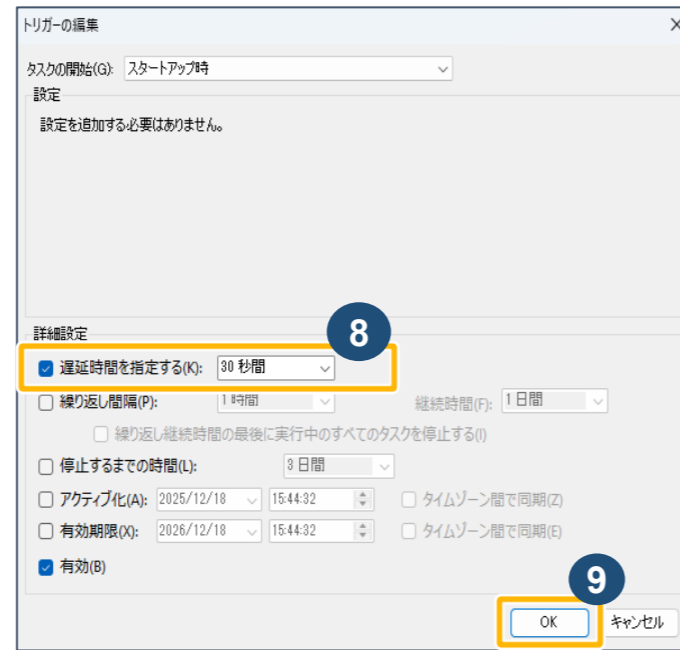 トリガーの編集
タスクの開始(G): スタートアップ時
設定
設定を追加する必要はありません。
8
詳細設定
遅延時間を指定する(K): 30 秒間
繰り返し間隔(P): 1 時間 継続時間(F): 1 日間
繰り返し継続時間の最後に実行中のすべてのタスクを停止する(I)
停止するまでの時間(L): 3 日間
アクティブ化(A): 2025/12/18 15:44:32 タイムゾーン間で同期(Z)
有効期限(X): 2026/12/18 15:44:32 タイムゾーン間で同期(E)
有効(B)
9
OK キャンセル